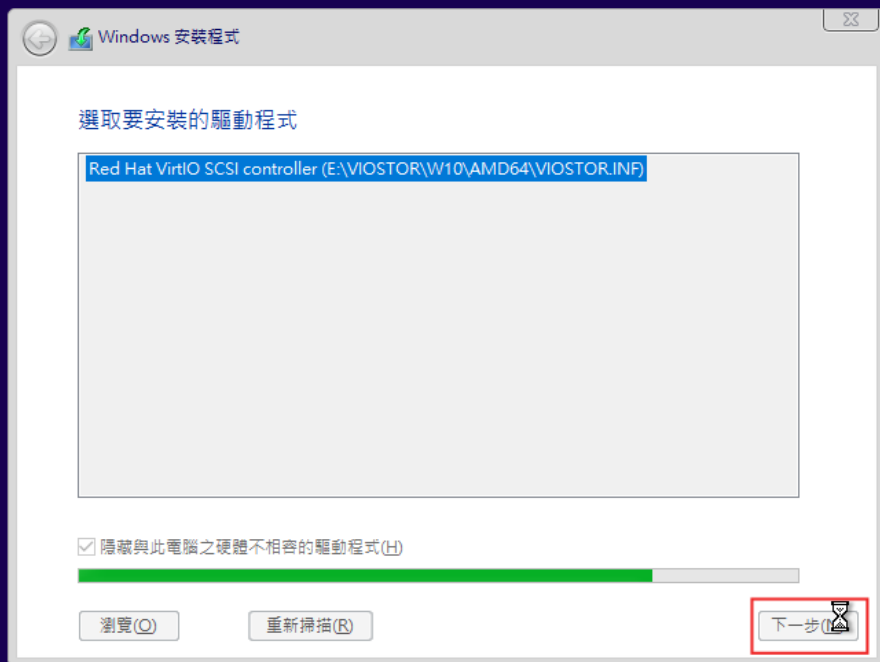 Windows 安裝程式
選取要安裝的驅動程式
Red Hat VirtIO SCSI controller (E:\VIOSTOR\W10\AMD64\VIOSTOR.INF)
隱藏與此電腦之硬體不相容的驅動程式(H)
瀏覽(O)
重新掃描(R)
下一步(N)